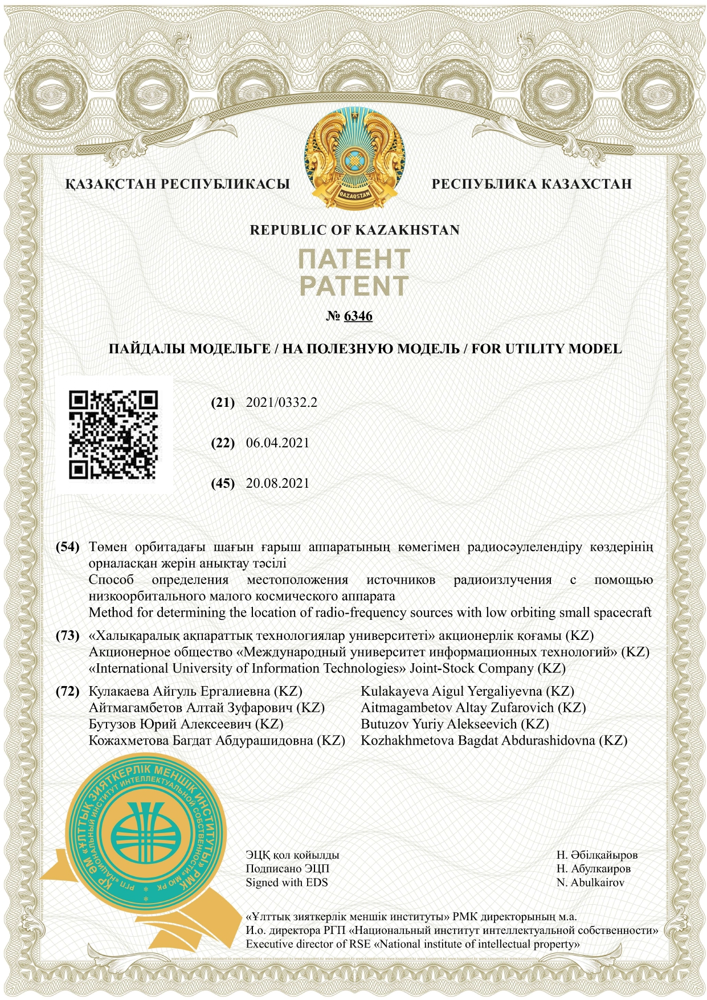 ҚАЗАҚСТАН РЕСПУБЛИКАСЫ
РЕСПУБЛИКА КАЗАХСТАН
QAZAQSTAN
REPUBLIC OF KAZAKHSTAN
ПАТЕНТ
PATENT
№ 6346
ПАЙДАЛЫ МОДЕЛЬГЕ / НА ПОЛЕЗНУЮ МОДЕЛЬ / FOR UTILITY MODEL
(21) 2021/0332.2
(22) 06.04.2021
(45) 20.08.2021
(54) Төмен орбитадағы шағын ғарыш аппаратының көмегімен радиосәулелендіру көздерінің
орналасқан жерін анықтау тәсілі
Способ определения местоположения источников радиоизлучения с помощью
низкоорбитального малого космического аппарата
Method for determining the location of radio-frequency sources with low orbiting small spacecraft
(73) «Халықаралық ақпараттық технологиялар университеті» акционерлік қоғамы (KZ)
Акционерное общество «Международный университет информационных технологий» (KZ)
«International University of Information Technologies» Joint-Stock Company (KZ)
(72) Кулакаева Айгуль Ергалиевна (KZ) Kulakayeva Aigul Yergaliyevna (KZ)
Айтмагамбетов Алтай Зуфарович (KZ) Aitmagambetov Altay Zufarovich (KZ)
Бутузов Юрий Алексеевич (KZ) Butuzov Yuriy Alekseevich (KZ)
Кожахметова Багдат Абдурашидовна (KZ) Kozhakhmetova Bagdat Abdurashidovna (KZ)
ҚР ӘМ «ҰЛТТЫҚ ЗИЯТКЕРЛІК МЕНШІК ИНСТИТУТЫ» РМК
РГП «НАЦИОНАЛЬНЫЙ ИНСТИТУТ ИНТЕЛЛЕКТУАЛЬНОЙ СОБСТВЕННОСТИ» МЮ РК
ЭЦҚ қол қойылды Н. Әбілқайыров
Подписано ЭЦП Н. Абулкаиров
Signed with EDS N. Abulkairov
«Ұлттық зияткерлік меншік институты» РМК директорының м.а.
И.о. директора РГП «Национальный институт интеллектуальной собственности»
Executive director of RSE «National institute of intellectual property»